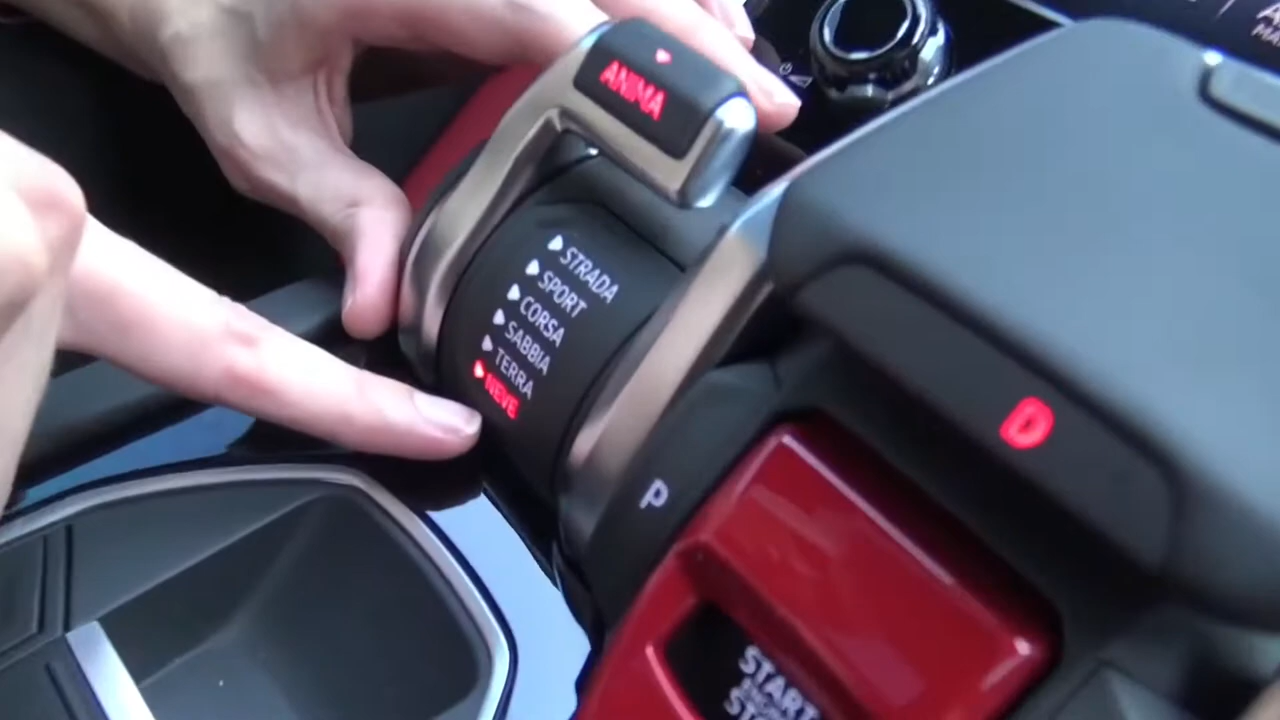 ANIMA
STRADA
SPORT
CORSA
SABBIA
TERRA
NEVE
P
D
START